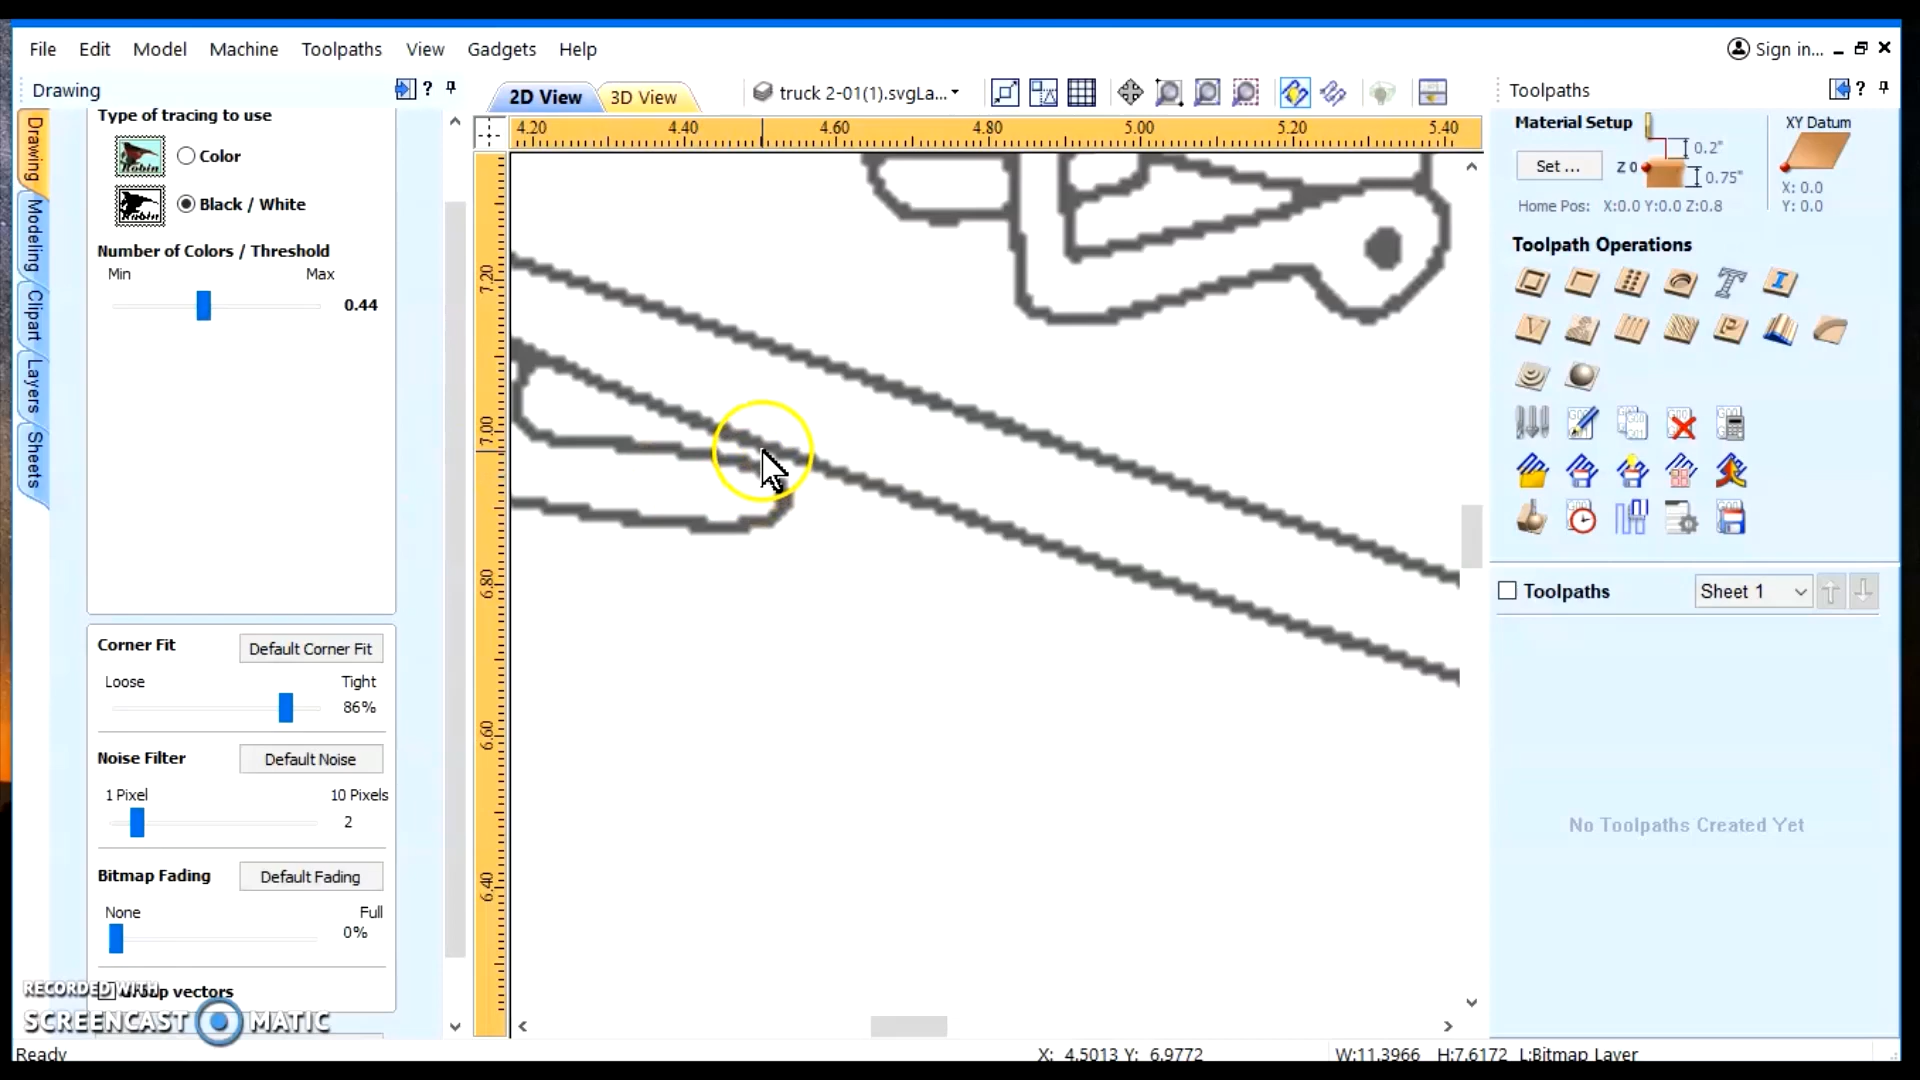 File Edit Model Machine Toolpaths View Gadgets Help
Sign in...
Drawing
2D View
3D View
truck 2-01(1).svgLa...
Toolpaths
Drawing
Modeling
Clipart
Layers
Sheets
Type of tracing to use
Color
Black / White
Number of Colors / Threshold
Min Max
0.44
Corner Fit
Default Corner Fit
Loose Tight
86%
Noise Filter
Default Noise
1 Pixel 10 Pixels
2
Bitmap Fading
Default Fading
None Full
0%
Group vectors
RECORDED WITH
SCREENCAST MATIC
Ready
4.20 4.40 4.60 4.80 5.00 5.20 5.40
7.20
7.00
6.80
6.60
6.40
X: 4.5013 Y: 6.9772
W:11.3966 H:7.6172 L:Bitmap Layer
Material Setup
Set ...
Z 0
0.2"
0.75"
XY Datum
X: 0.0
Y: 0.0
Home Pos: X:0.0 Y:0.0 Z:0.8
Toolpath Operations
Toolpaths
Sheet 1
No Toolpaths Created Yet